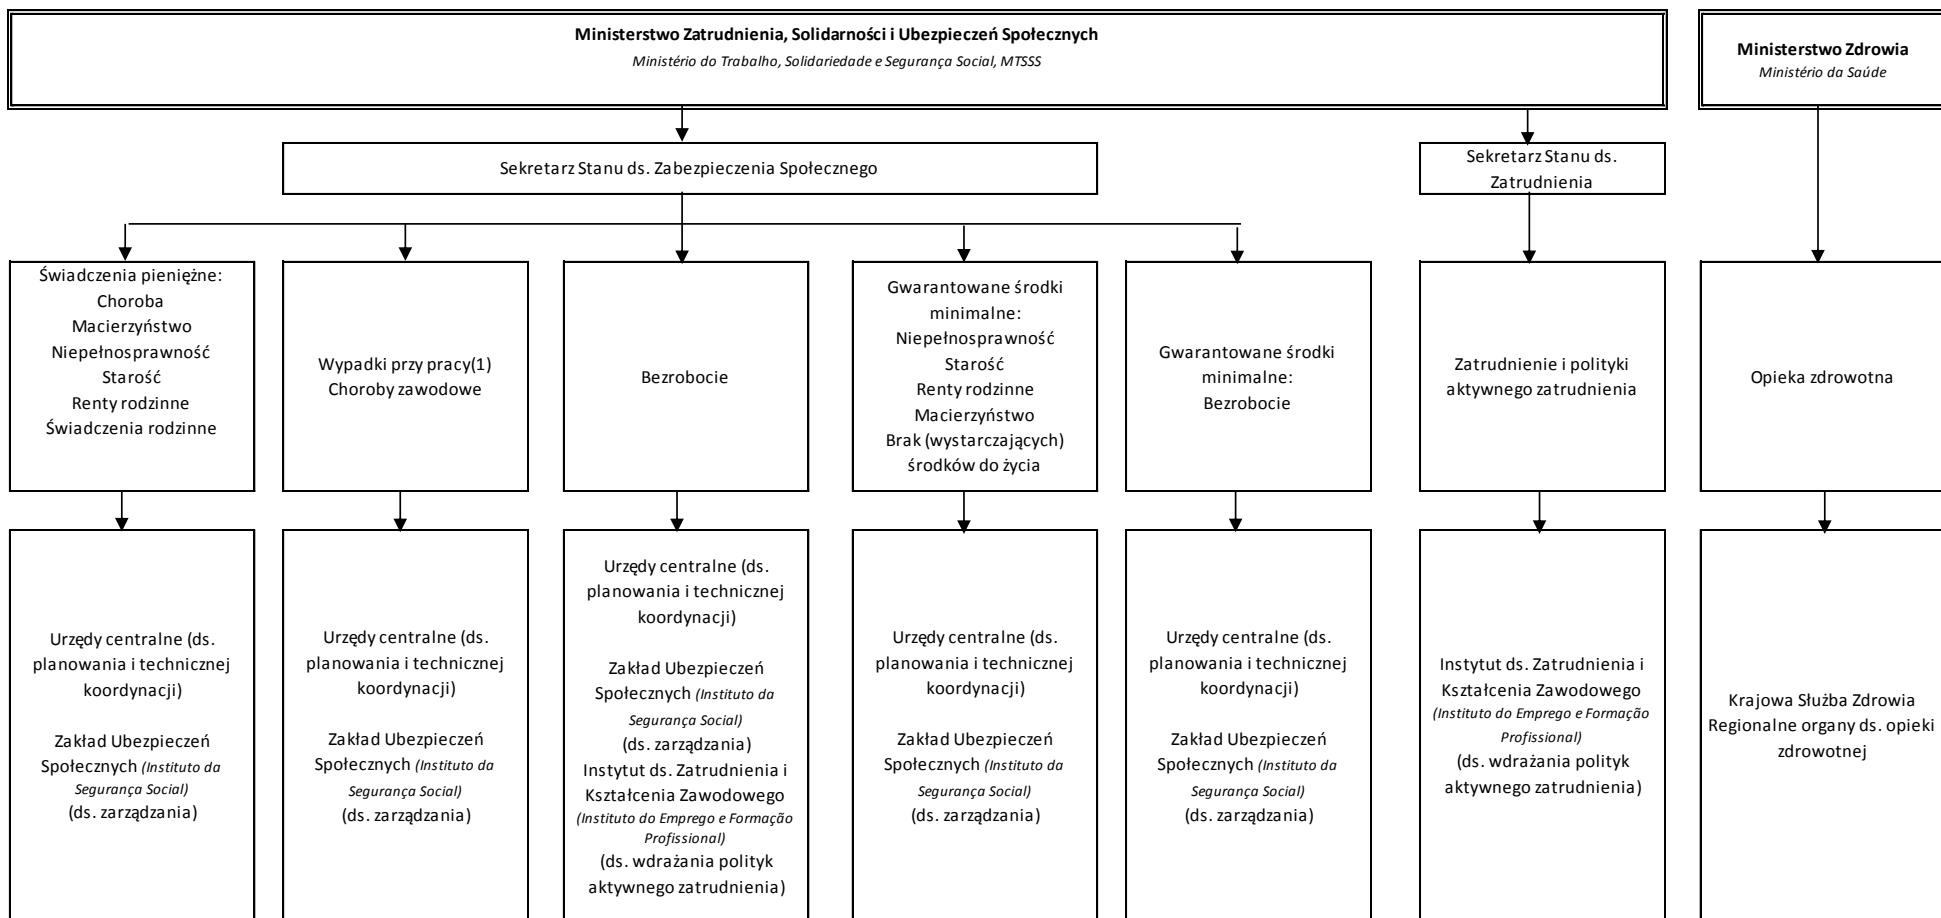 Ministerstwo Zatrudnienia, Solidarności i Ubezpieczeń Społecznych
Ministério do Trabalho, Solidariedade e Segurança Social, MTSSS
Ministerstwo Zdrowia
Ministério da Saúde
Sekretarz Stanu ds. Zabezpieczenia Społecznego
Sekretarz Stanu ds.
Zatrudnienia
Świadczenia pieniężne:
Choroba
Macierzyństwo
Niepełnosprawność
Starość
Renty rodzinne
Świadczenia rodzinne
Wypadki przy pracy(1)
Choroby zawodowe
Bezrobocie
Gwarantowane środki
minimalne:
Niepełnosprawność
Starość
Renty rodzinne
Macierzyństwo
Brak (wystarczających)
środków do życia
Gwarantowane środki
minimalne:
Bezrobocie
Zatrudnienie i polityki
aktywnego zatrudnienia
Opieka zdrowotna
Urzędy centralne (ds.
planowania i technicznej
koordynacji)
Zakład Ubezpieczeń
Społecznych (Instituto da
Segurança Social)
(ds. zarządzania)
Urzędy centralne (ds.
planowania i technicznej
koordynacji)
Zakład Ubezpieczeń
Społecznych (Instituto da
Segurança Social)
(ds. zarządzania)
Urzędy centralne (ds.
planowania i technicznej
koordynacji)
Zakład Ubezpieczeń
Społecznych (Instituto da
Segurança Social)
(ds. zarządzania)
Instytut ds. Zatrudnienia i
Kształcenia Zawodowego
(Instituto do Emprego e Formação
Profissional)
(ds. wdrażania polityk
aktywnego zatrudnienia)
Urzędy centralne (ds.
planowania i technicznej
koordynacji)
Zakład Ubezpieczeń
Społecznych (Instituto da
Segurança Social)
(ds. zarządzania)
Urzędy centralne (ds.
planowania i technicznej
koordynacji)
Zakład Ubezpieczeń
Społecznych (Instituto da
Segurança Social)
(ds. zarządzania)
Instytut ds. Zatrudnienia i
Kształcenia Zawodowego
(Instituto do Emprego e Formação
Profissional)
(ds. wdrażania polityk
aktywnego zatrudnienia)
Krajowa Służba Zdrowia
Regionalne organy ds. opieki
zdrowotnej